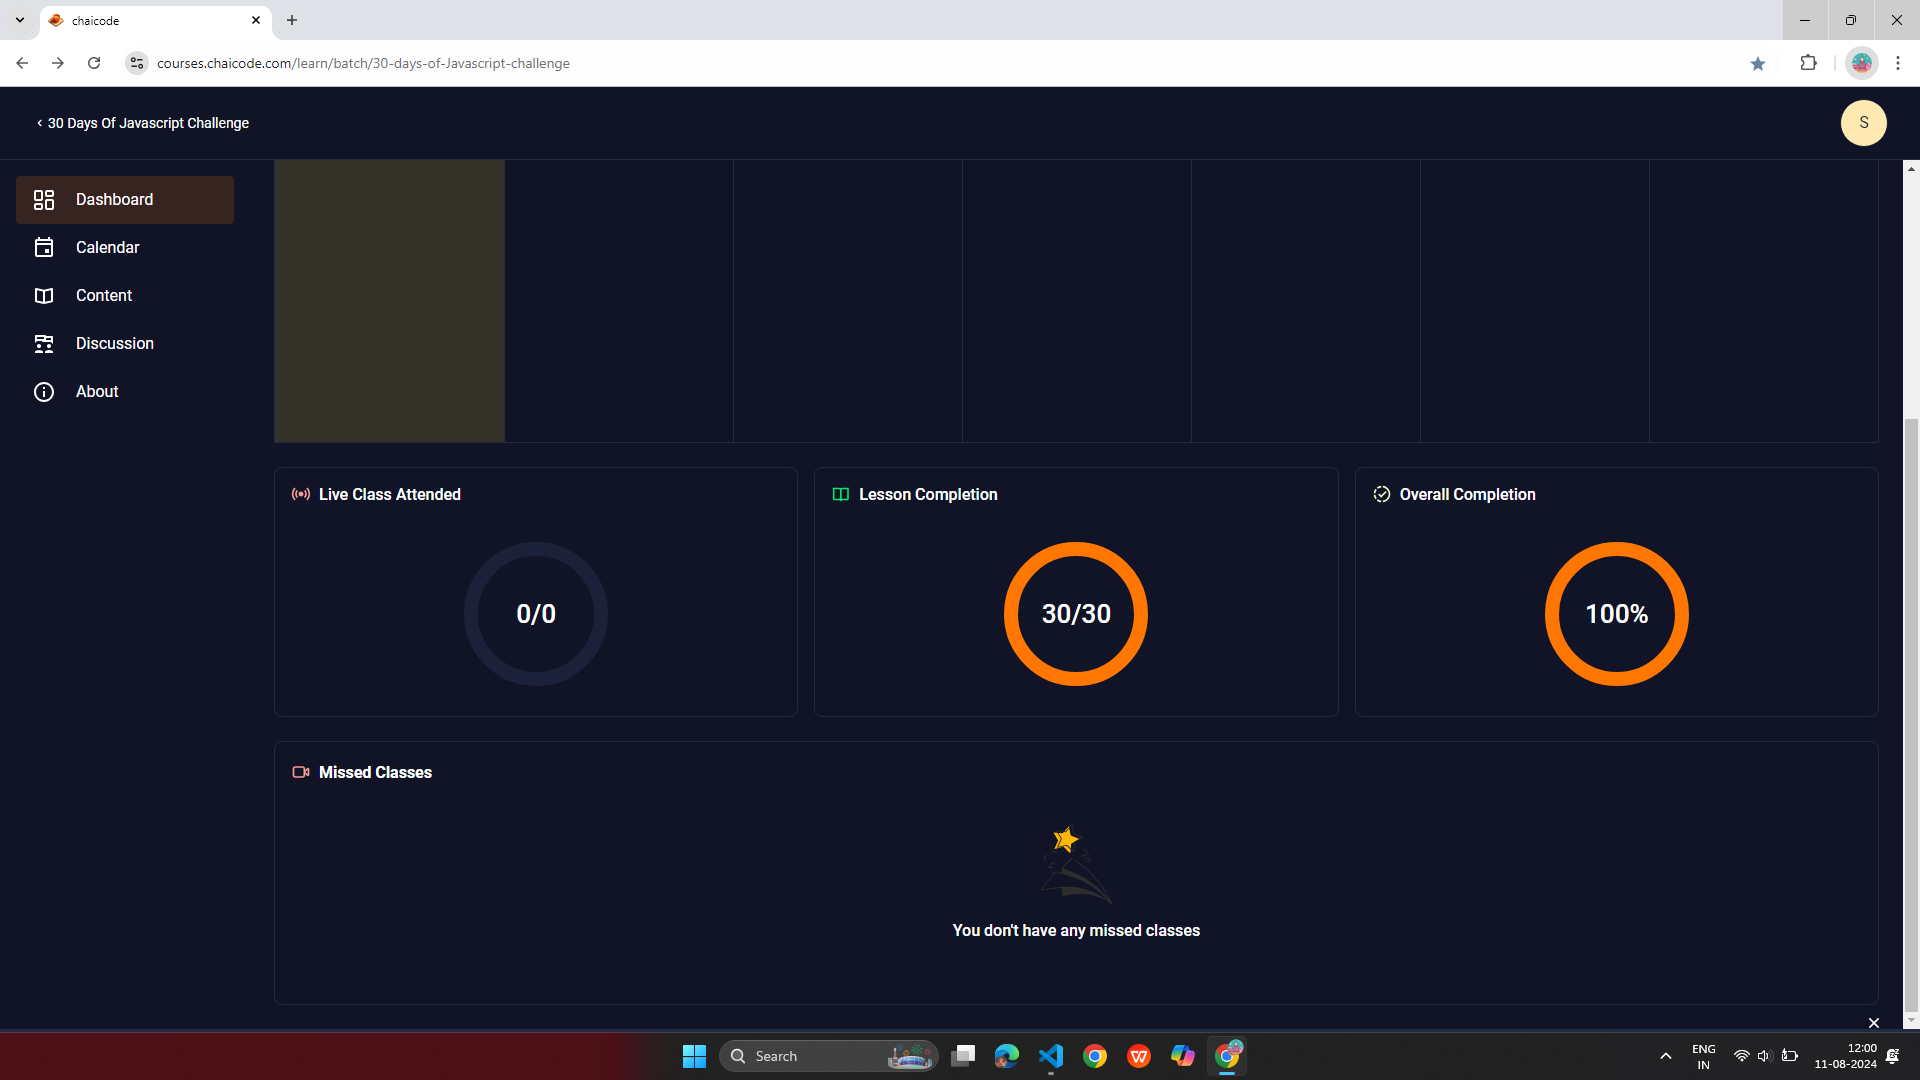 chaicode
courses.chaicode.com/learn/batch/30-days-of-Javascript-challenge
30 Days Of Javascript Challenge
S
Dashboard
Calendar
Content
Discussion
About
Live Class Attended
Lesson Completion
Overall Completion
0/0
30/30
100%
Missed Classes
You don't have any missed classes
Search
ENG
IN
12:00
11-08-2024